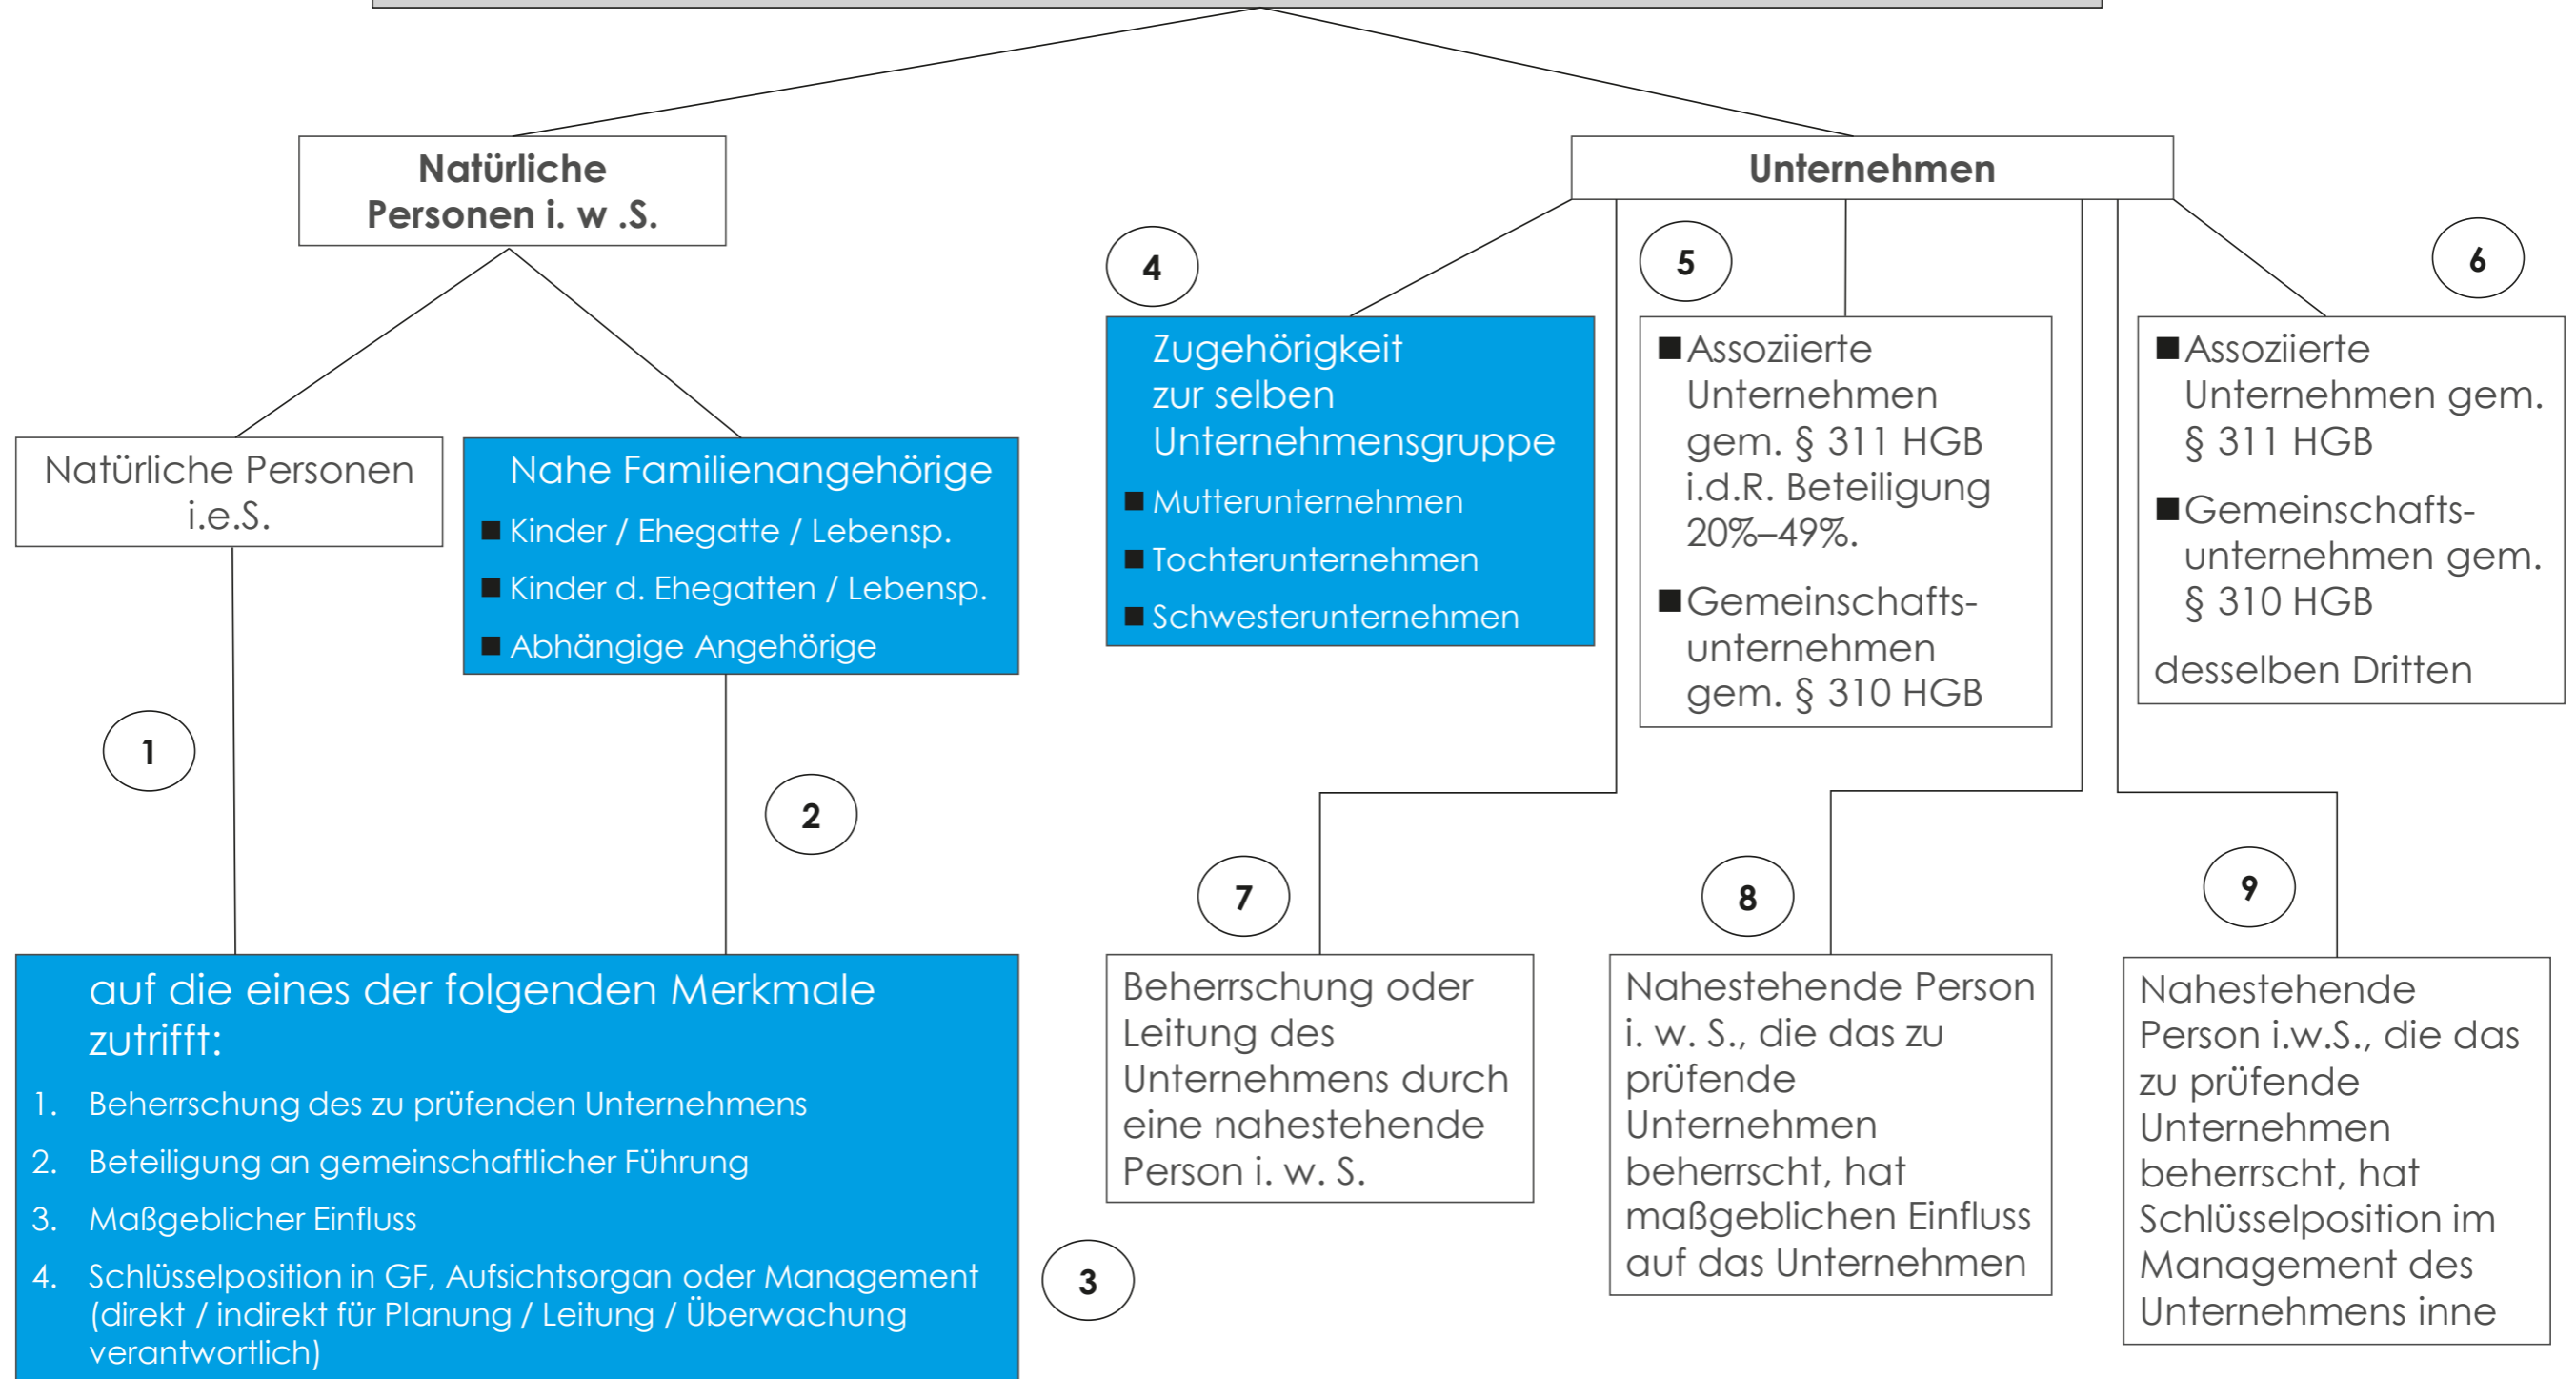 Natürliche
Personen i. w .S.
Unternehmen
4
5
6
Natürliche Personen
i.e.S.
Nahe Familienangehörige
■ Kinder / Ehegatte / Lebensp.
■ Kinder d. Ehegatten / Lebensp.
■ Abhängige Angehörige
Zugehörigkeit
zur selben
Unternehmensgruppe
■ Mutterunternehmen
■ Tochterunternehmen
■ Schwesterunternehmen
■ Assoziierte
Unternehmen
gem. § 311 HGB
i.d.R. Beteiligung
20%–49%.
■ Gemeinschafts-
unternehmen
gem. § 310 HGB
■ Assoziierte
Unternehmen gem.
§ 311 HGB
■ Gemeinschafts-
unternehmen gem.
§ 310 HGB
desselben Dritten
1
2
7
8
9
auf die eines der folgenden Merkmale
zutrifft:
1. Beherrschung des zu prüfenden Unternehmens
2. Beteiligung an gemeinschaftlicher Führung
3. Maßgeblicher Einfluss
4. Schlüsselposition in GF, Aufsichtsorgan oder Management
(direkt / indirekt für Planung / Leitung / Überwachung
verantwortlich)
3
Beherrschung oder
Leitung des
Unternehmens durch
eine nahestehende
Person i. w. S.
Nahestehende Person
i. w. S., die das zu
prüfende
Unternehmen
beherrscht, hat
maßgeblichen Einfluss
auf das Unternehmen
Nahestehende
Person i.w.S., die das
zu prüfende
Unternehmen
beherrscht, hat
Schlüsselposition im
Management des
Unternehmens inne